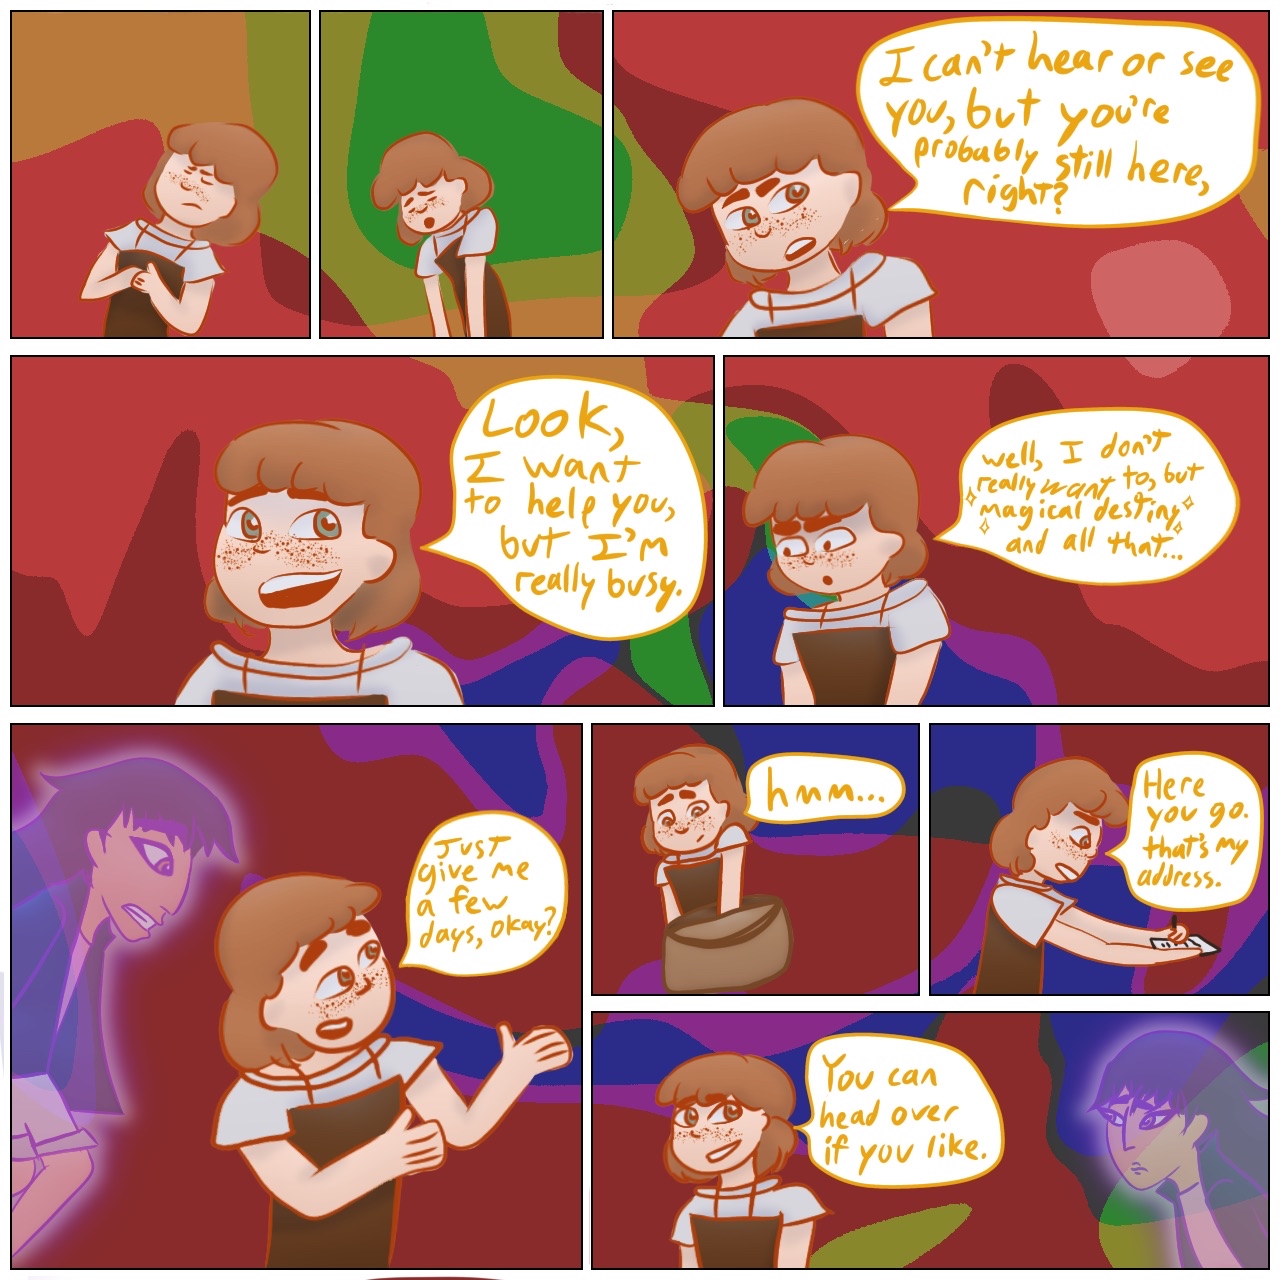 I can't hear or see
you, but you're
probably still here,
right?
Look,
I want
to help you,
but I'm
really busy.
well, I don't
really want to, but
magical destiny
and all that...
Just
give me
a few
days, okay?
hmm...
Here
you go.
that's my
address.
You can
head over
if you like.